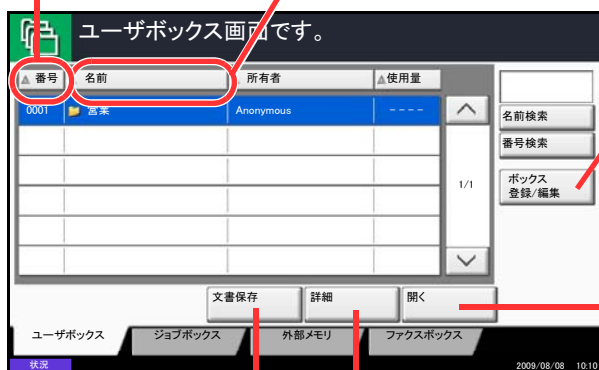 ユーザボックス画面です。
番号 名前 所有者 使用量
0001 営業 Anonymous ----
名前検索
番号検索
1/1
ボックス
登録/編集
文書保存 詳細 開く
ユーザボックス ジョブボックス 外部メモリ ファクスボックス
状況 2009/08/08 10:10